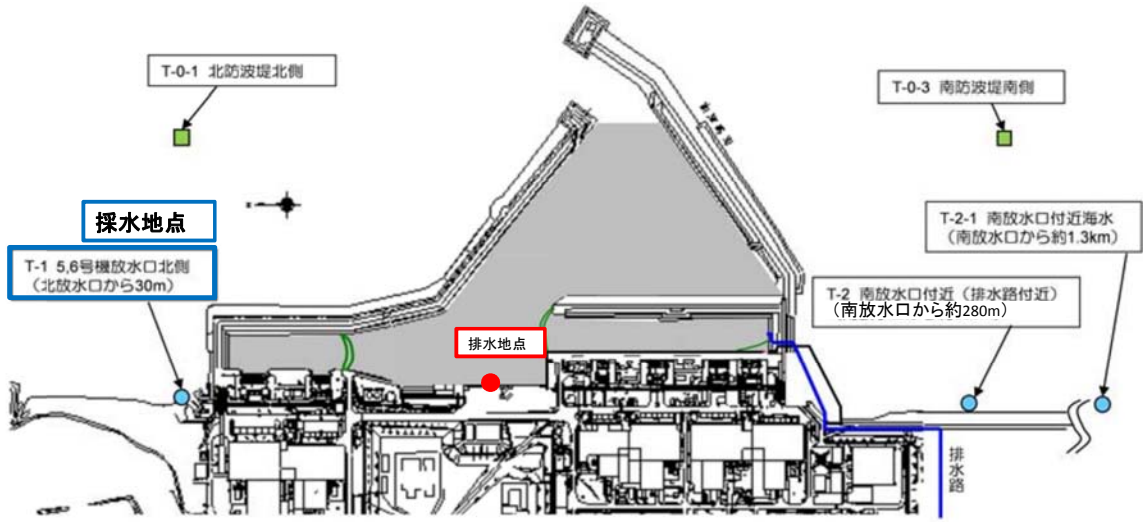 T-0-1 北防波堤北側
T-0-3 南防波堤南側
採水地点
T-1 5,6号機放水口北側
(北放水口から30m)
T-2-1 南放水口付近海水
(南放水口から約1.3km)
T-2 南放水口付近(排水路付近)
(南放水口から約280m)
排水地点
排水路